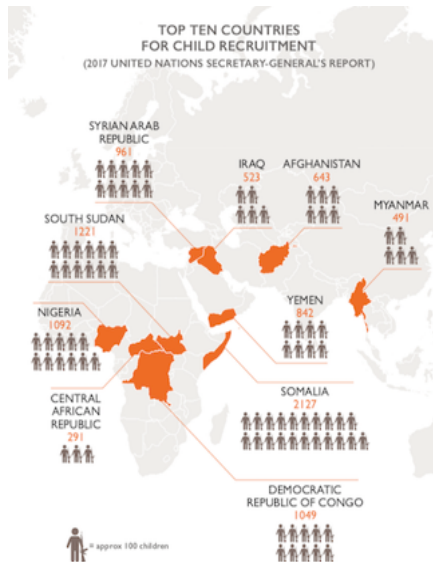 TOP TEN COUNTRIES
FOR CHILD RECRUITMENT
(2017 UNITED NATIONS SECRETARY-GENERAL'S REPORT)
SYRIAN ARAB
REPUBLIC
961
IRAQ
523
AFGHANISTAN
643
MYANMAR
491
SOUTH SUDAN
1221
NIGERIA
1092
YEMEN
842
CENTRAL
AFRICAN
REPUBLIC
291
SOMALIA
2127
DEMOCRATIC
REPUBLIC OF CONGO
1049
= approx 100 children